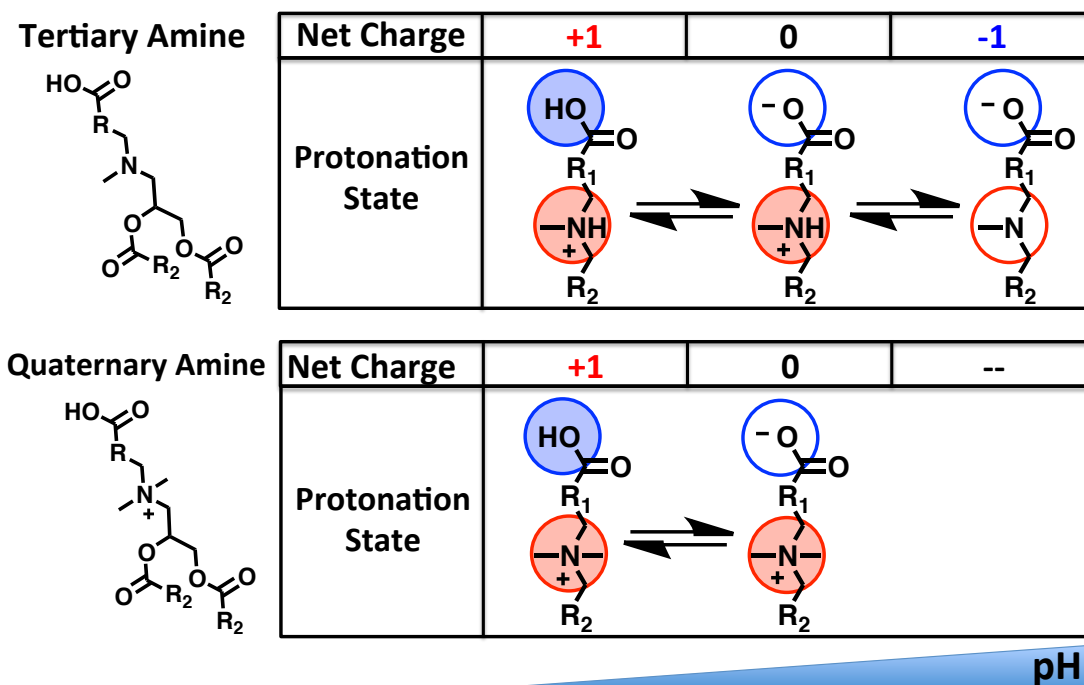 Tertiary Amine
Net Charge +1 0 -1
HO O
R
N
O O
O R₂ O
R₂
Protonation
State
HO O
R₁
NH
+
R₂
− O O
R₁
NH
+
R₂
− O O
R₁
N
R₂
Quaternary Amine
Net Charge +1 0 --
HO O
R
N
+
O O
O R₂ O
R₂
Protonation
State
HO O
R₁
N
+
R₂
− O O
R₁
N
+
R₂
pH